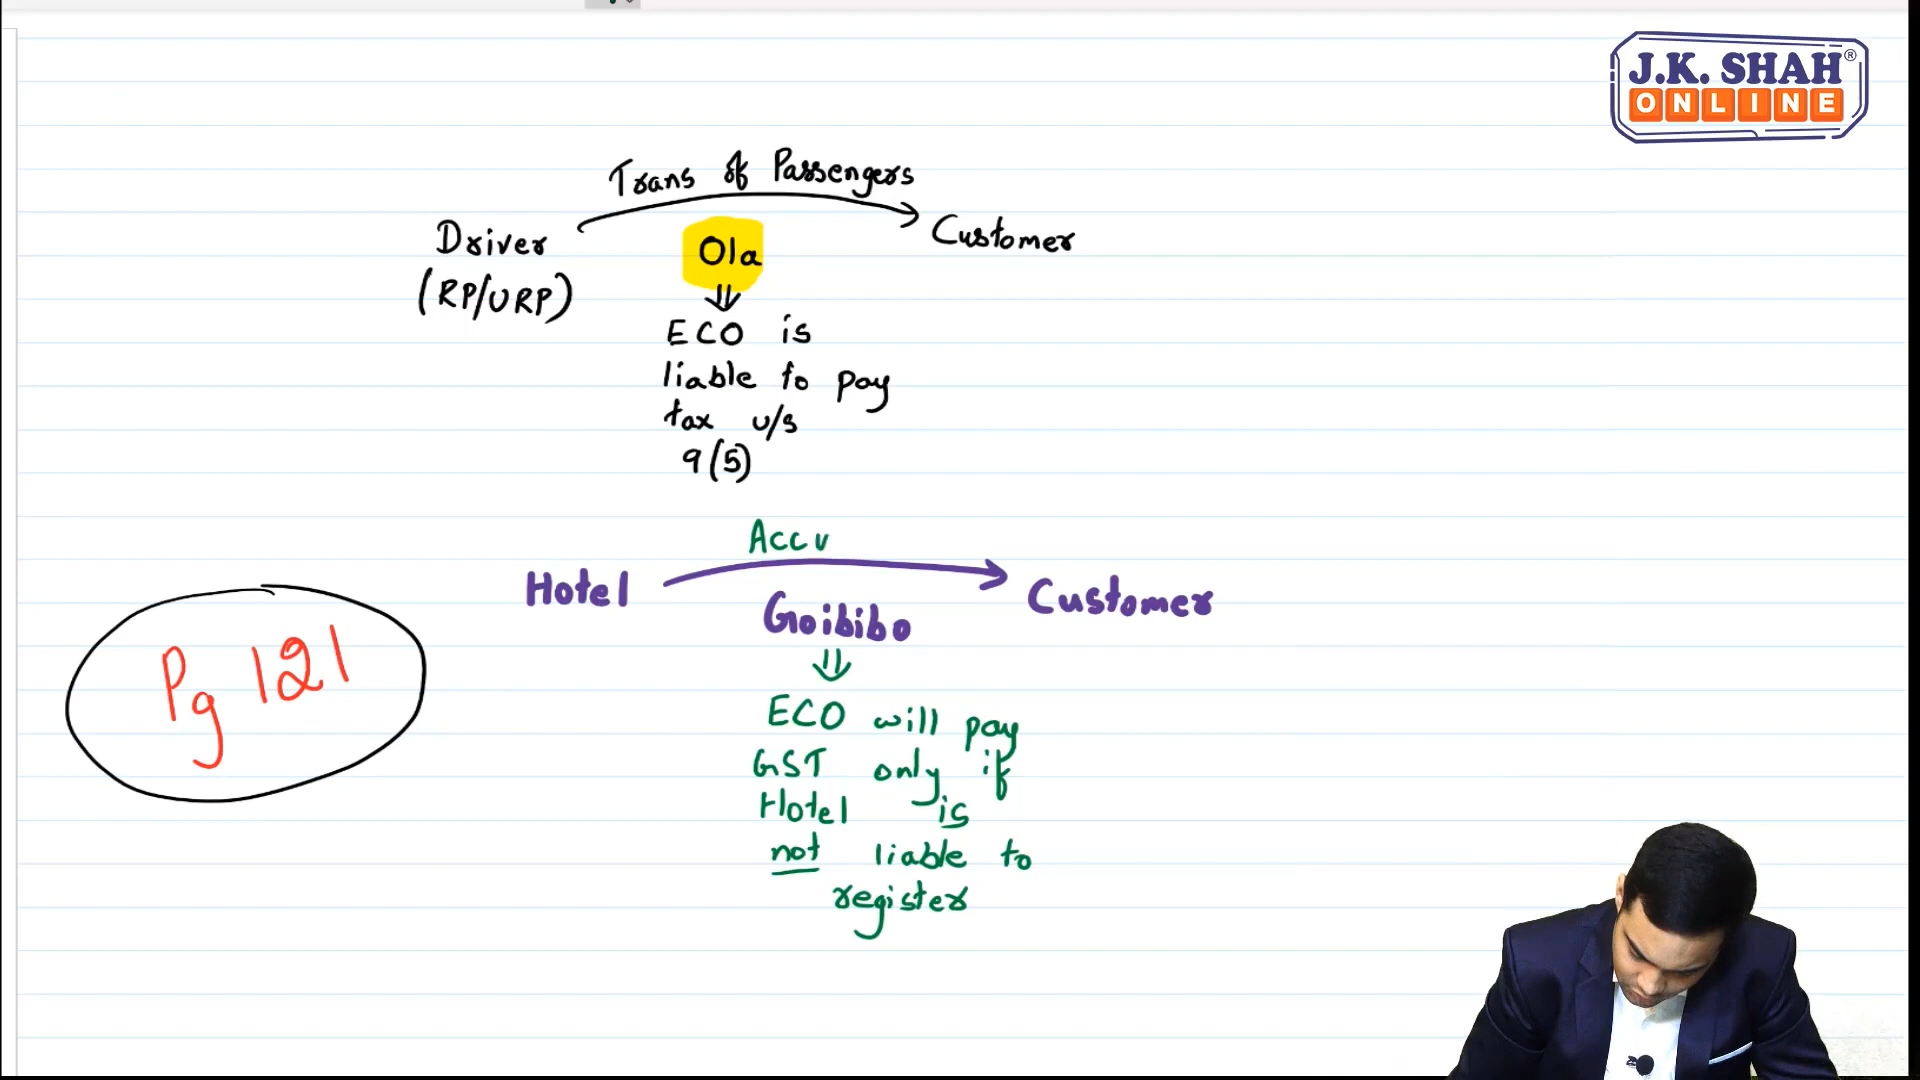 J.K. SHAH®
ONLINE
Trans of Passengers
Driver
Customer
Ola
(RP/URP)
ECO is
liable to pay
tax u/s
9(5)
Acco
Hotel
Customer
Goibibo
Pg 121
ECO will pay
GST only if
Hotel is
not liable to
register